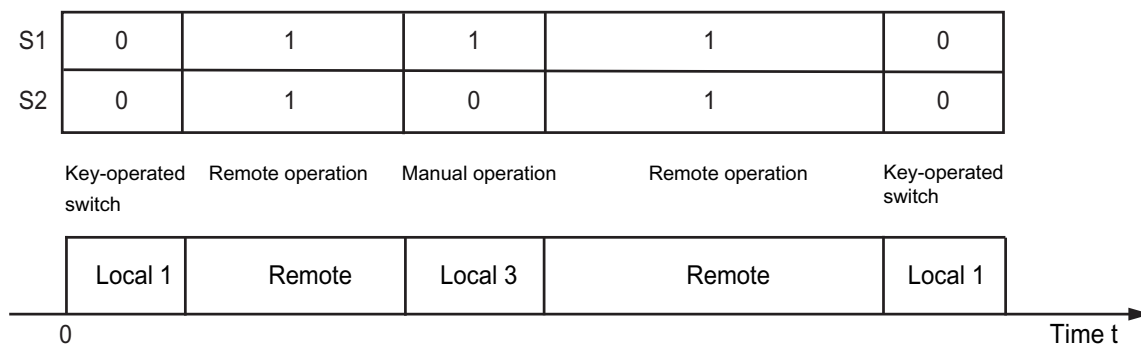 S1 0 1 1 1 0
S2 0 1 0 1 0
Key-operated switch Remote operation Manual operation Remote operation Key-operated switch
Local 1 Remote Local 3 Remote Local 1
0 Time t